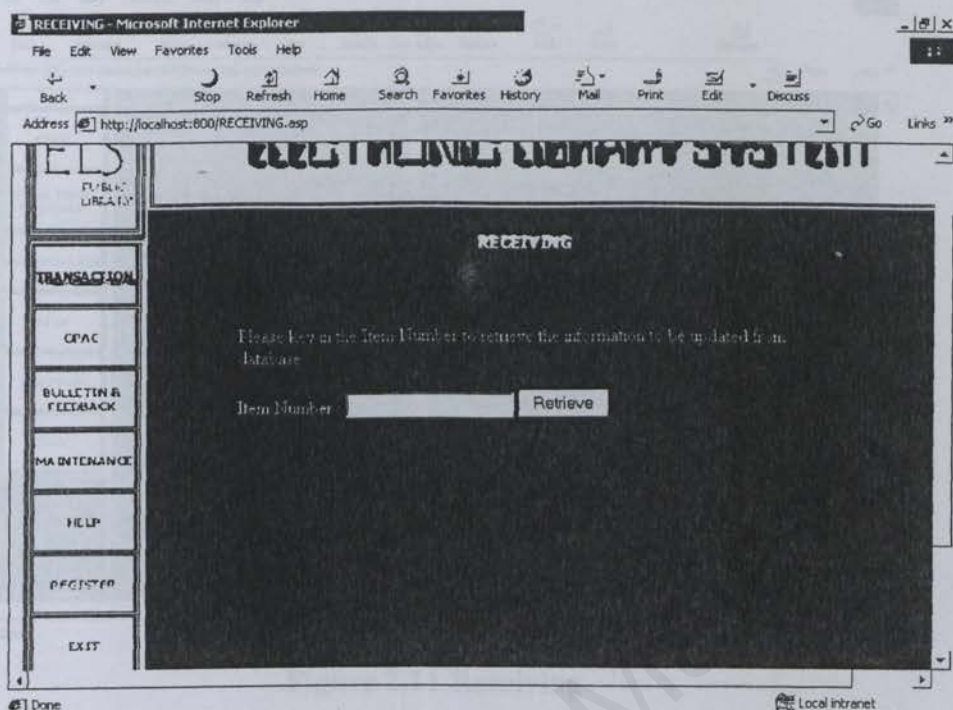 RECEIVING - Microsoft Internet Explorer
File Edit View Favorites Tools Help
Back Stop Refresh Home Search Favorites History Mail Print Edit Discuss
Address http://localhost:800/RECEIVING.asp Go Links »
ELS
PUBLIC
LIBRARY
ELECTRONIC LIBRARY SYSTEM
RECEIVING
TRANSACTION
OPAC
BULLETIN &
FEEDBACK
MAINTENANCE
HELP
REGISTER
EXIT
Please key in the Item Number to retrieve the information to be updated from
database
Item Number Retrieve
Done Local intranet